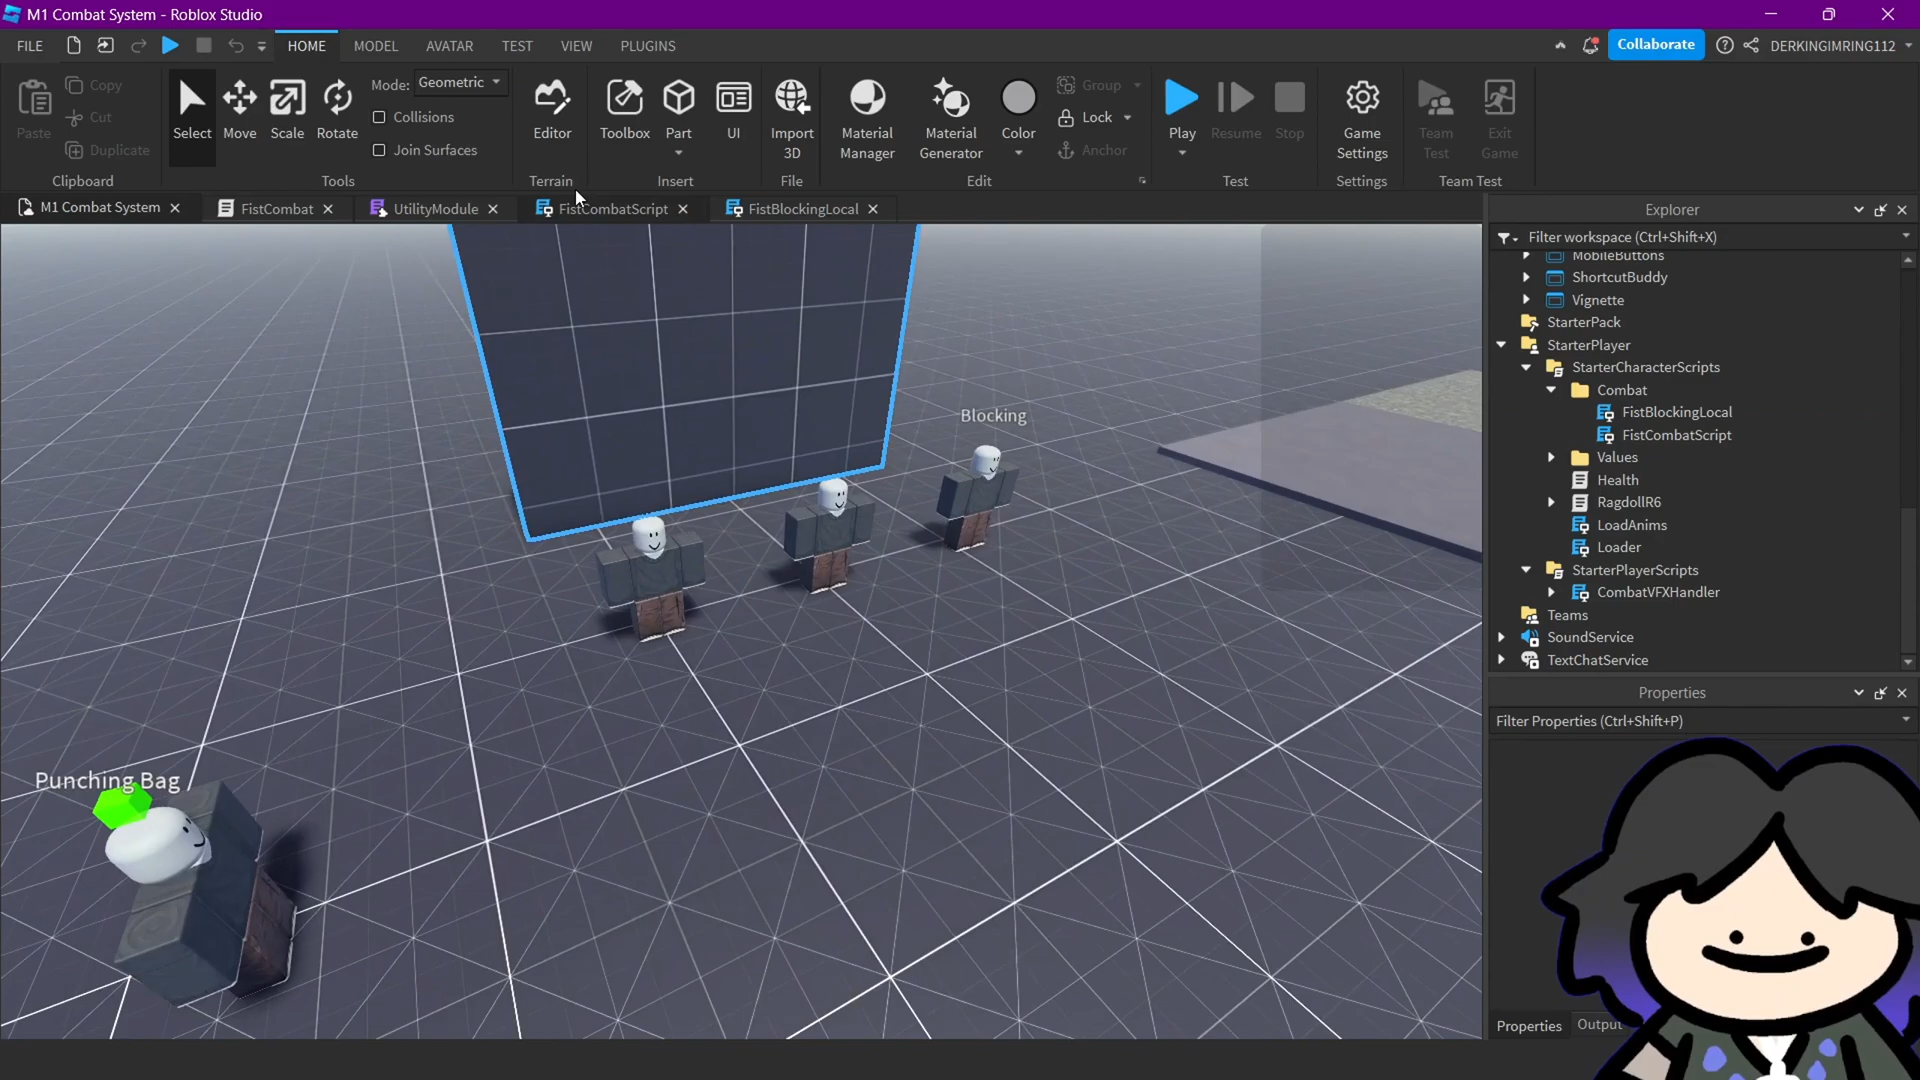 M1 Combat System - Roblox Studio
FILE
HOME
MODEL
AVATAR
TEST
VIEW
PLUGINS
Collaborate
DERKINGIMRING112
Paste
Copy
Cut
Duplicate
Clipboard
Select
Move
Scale
Rotate
Mode: Geometric
Collisions
Join Surfaces
Tools
Editor
Terrain
Toolbox
Part
UI
Insert
Import 3D
File
Material Manager
Material Generator
Color
Group
Lock
Anchor
Edit
Play
Resume
Stop
Test
Game Settings
Settings
Team Test
Exit Game
Team Test
M1 Combat System
FistCombat
UtilityModule
FistCombatScript
FistBlockingLocal
Blocking
Punching Bag
Explorer
Filter workspace (Ctrl+Shift+X)
MobileButtons
ShortcutBuddy
Vignette
StarterPack
StarterPlayer
StarterCharacterScripts
Combat
FistBlockingLocal
FistCombatScript
Values
Health
RagdollR6
LoadAnims
Loader
StarterPlayerScripts
CombatVFXHandler
Teams
SoundService
TextChatService
Properties
Filter Properties (Ctrl+Shift+P)
Properties
Output